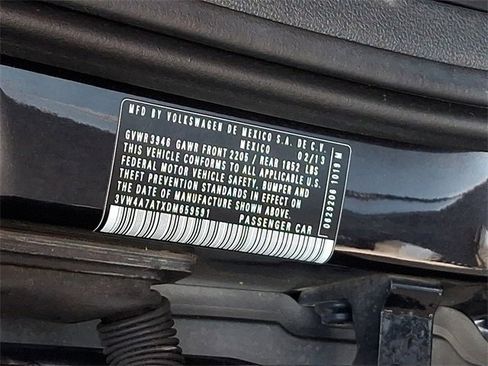 MFD BY VOLKSWAGEN DE MEXICO S.A. DE C.V.
MEXICO 02/13
GVWR 3946 GAWR FRONT 2205 / REAR 1852 LBS
THIS VEHICLE CONFORMS TO ALL APPLICABLE U.S.
FEDERAL MOTOR VEHICLE SAFETY, BUMPER AND
THEFT PREVENTION STANDARDS IN EFFECT ON
THE DATE OF MANUFACTURE SHOWN ABOVE.
3VW4A7ATXDM659591 PASSENGER CAR